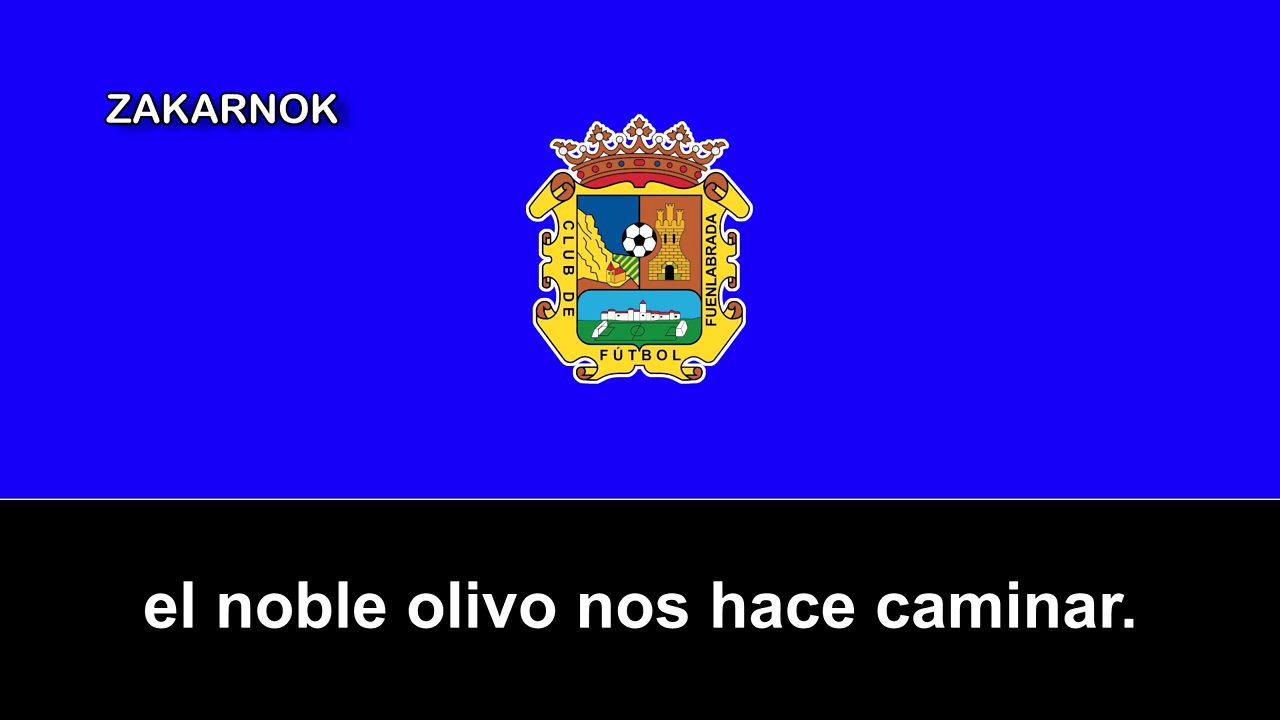 ZAKARNOK
CLUB DE
FÚTBOL
FUENLABRADA
el noble olivo nos hace caminar.